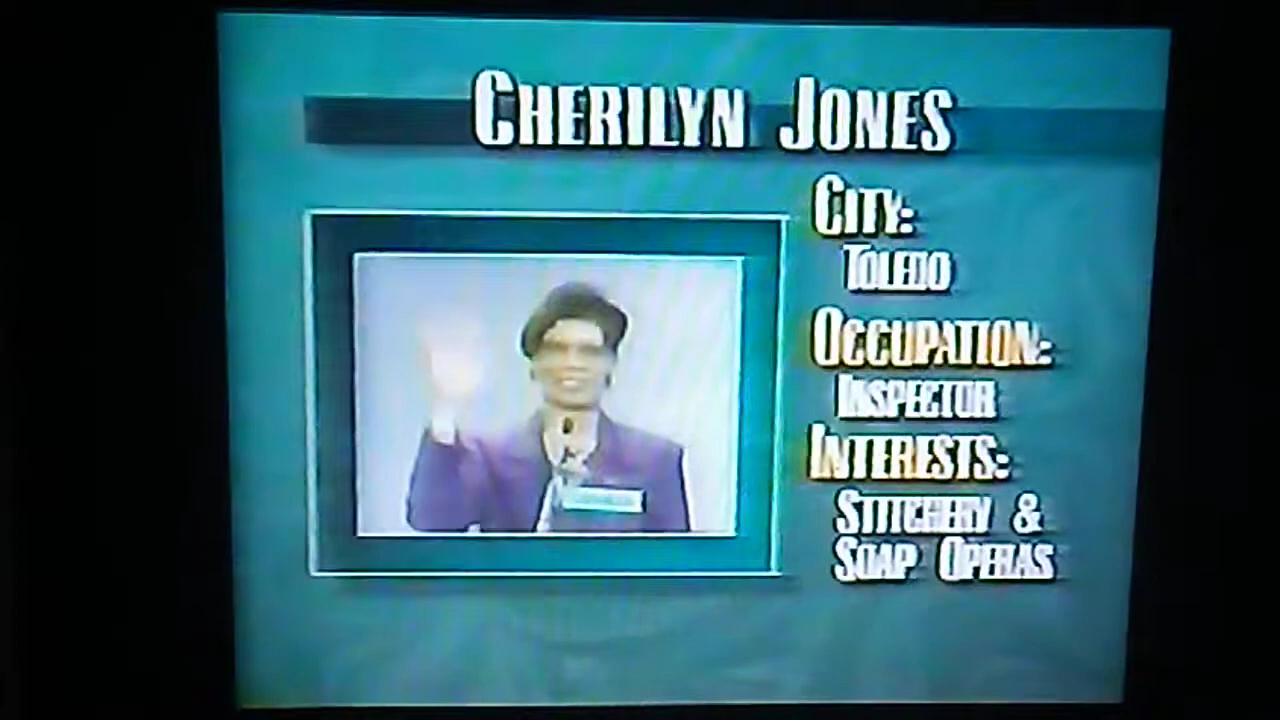 CHERILYN JONES
CITY:
TOLEDO
OCCUPATION:
INSPECTOR
INTERESTS:
STITCHERY &
SOAP OPERAS